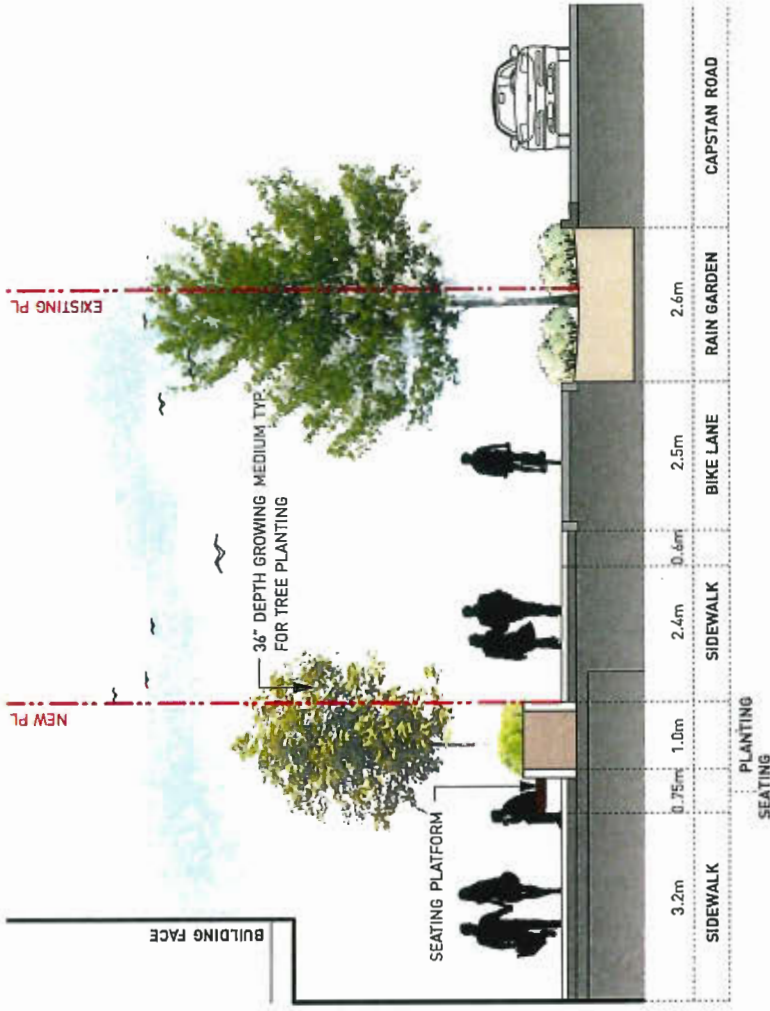 BUILDING FACE
NEW PL
EXISTING PL
36" DEPTH GROWING MEDIUM TYP.
FOR TREE PLANTING
SEATING PLATFORM
3.2m
0.75m
1.0m
2.4m
0.6m
2.5m
2.6m
SIDEWALK
SEATING
PLANTING
SIDEWALK
BIKE LANE
RAIN GARDEN
CAPSTAN ROAD